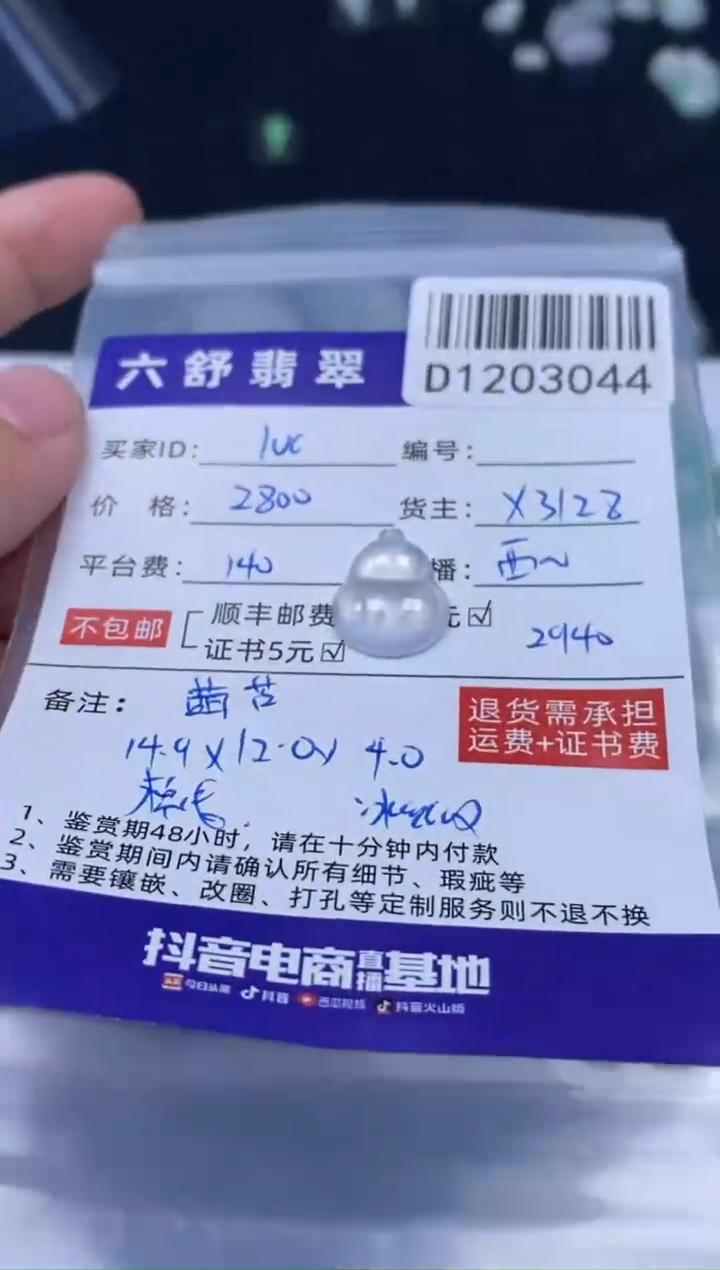 D1203044
六舒翡翠
买家ID: luc 编号:
价 格: 2800 货主: X3128
平台费: 140 播:
不包邮 顺丰邮费 元☑ 2940
证书5元☑
备注:
退货需承担
运费+证书费
14.9X12.0X4.0
1、鉴赏期48小时，请在十分钟内付款
2、鉴赏期间内请确认所有细节、瑕疵等
3、需要镶嵌、改圈、打孔等定制服务则不退不换
抖音电商直播基地
今日头条 抖音 西瓜视频 抖音火山版